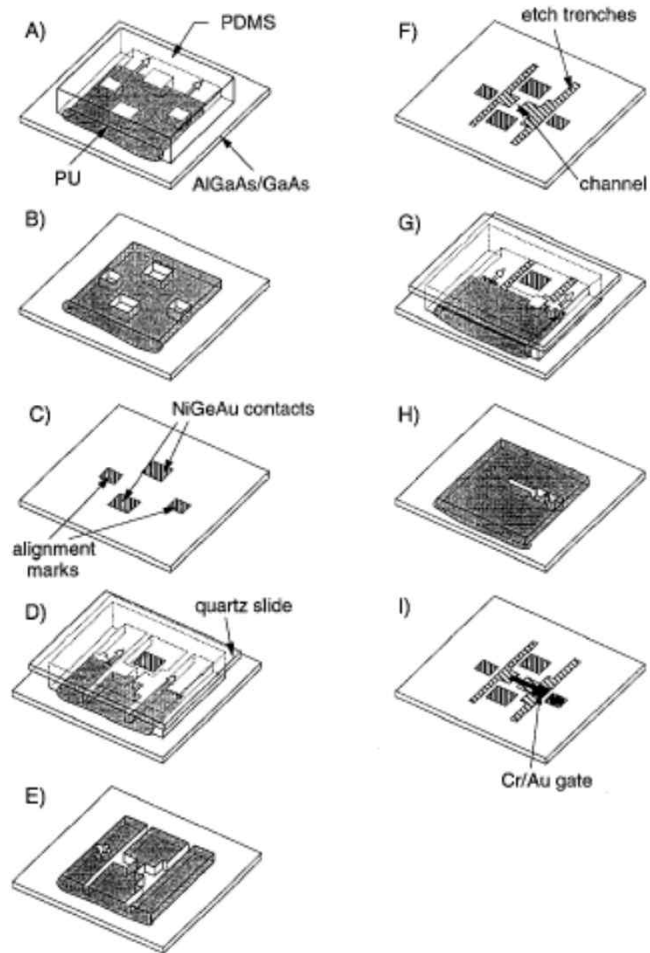 A)
PDMS
PU
AlGaAs/GaAs
B)
C)
NiGeAu contacts
alignment
marks
D)
quartz slide
E)
F)
etch trenches
channel
G)
H)
I)
Cr/Au gate